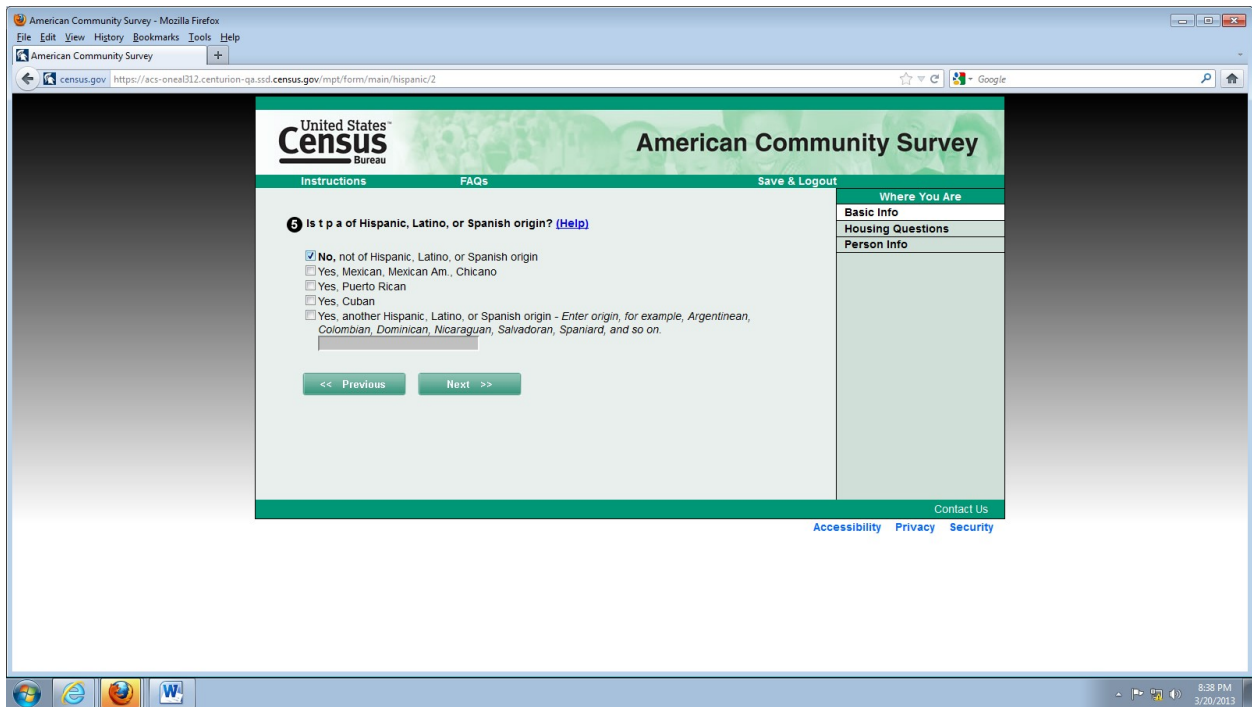 American Community Survey - Mozilla Firefox
File Edit View History Bookmarks Tools Help
American Community Survey +
census.gov https://acs-oneal312.centurion-qa.ssd.census.gov/mpt/form/main/hispanic/2 Google
United States™
Census
Bureau
American Community Survey
Instructions FAQs Save & Logout
Where You Are
Basic Info
Housing Questions
Person Info
5 Is t p a of Hispanic, Latino, or Spanish origin? (Help)
No, not of Hispanic, Latino, or Spanish origin
Yes, Mexican, Mexican Am., Chicano
Yes, Puerto Rican
Yes, Cuban
Yes, another Hispanic, Latino, or Spanish origin - Enter origin, for example, Argentinean,
Colombian, Dominican, Nicaraguan, Salvadoran, Spaniard, and so on.
<< Previous Next >>
Contact Us
Accessibility Privacy Security
8:38 PM
3/20/2013